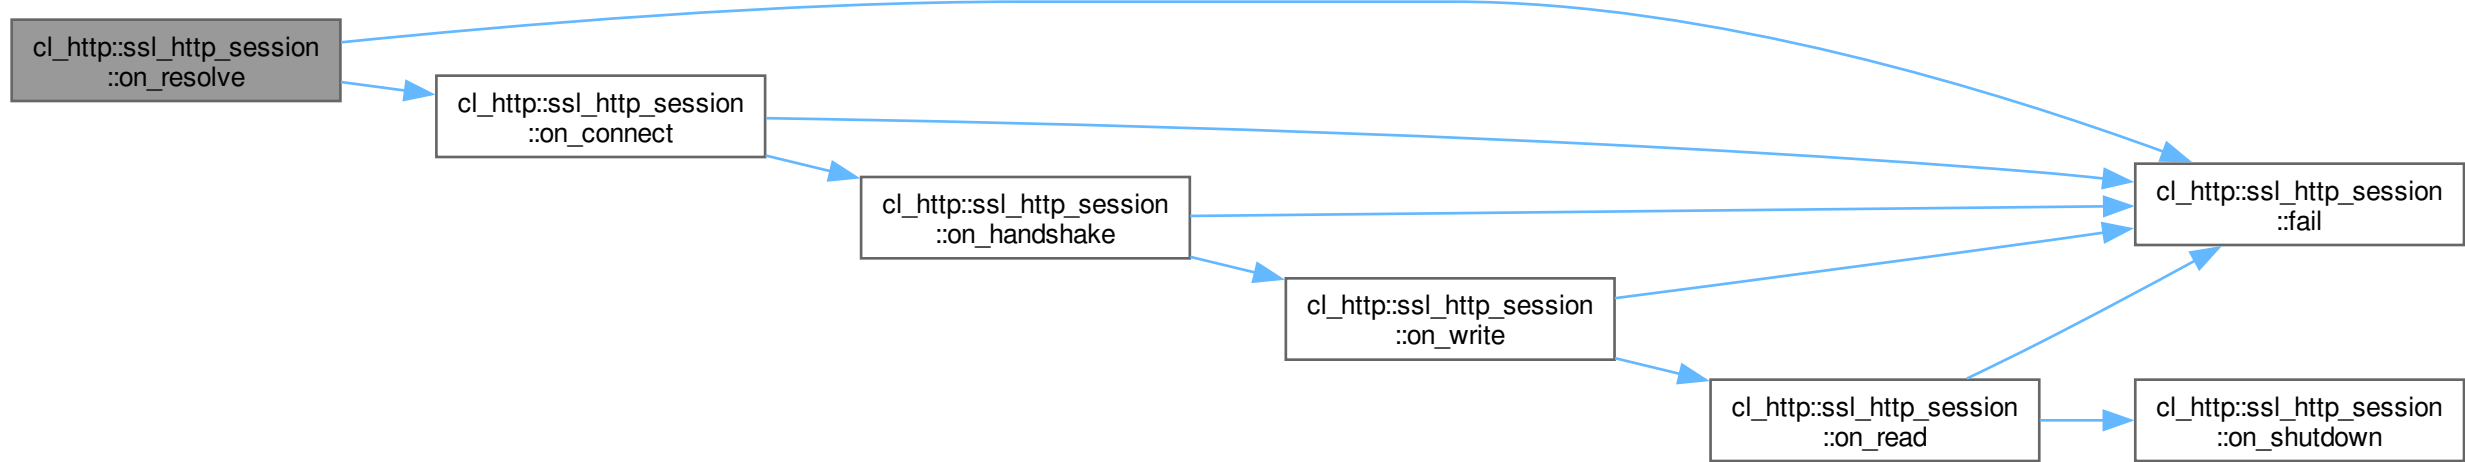 cl_http::ssl_http_session
::on_resolve
cl_http::ssl_http_session
::on_connect
cl_http::ssl_http_session
::on_handshake
cl_http::ssl_http_session
::on_write
cl_http::ssl_http_session
::on_read
cl_http::ssl_http_session
::fail
cl_http::ssl_http_session
::on_shutdown